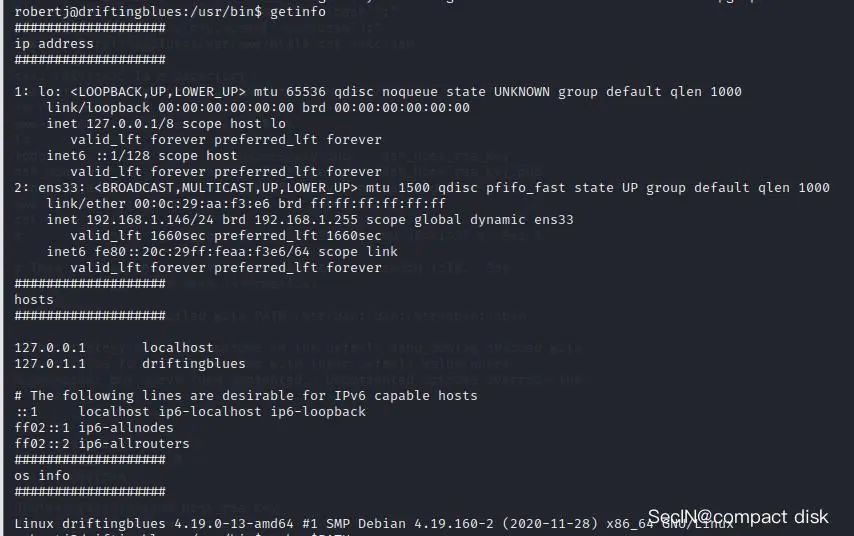 robertj@driftingblues:/usr/bin$ getinfo
###################
ip address
###################
1: lo: <LOOPBACK,UP,LOWER_UP> mtu 65536 qdisc noqueue state UNKNOWN group default qlen 1000
    link/loopback 00:00:00:00:00:00 brd 00:00:00:00:00:00
    inet 127.0.0.1/8 scope host lo
       valid_lft forever preferred_lft forever
    inet6 ::1/128 scope host
       valid_lft forever preferred_lft forever
2: ens33: <BROADCAST,MULTICAST,UP,LOWER_UP> mtu 1500 qdisc pfifo_fast state UP group default qlen 1000
    link/ether 00:0c:29:aa:f3:e6 brd ff:ff:ff:ff:ff:ff
    inet 192.168.1.146/24 brd 192.168.1.255 scope global dynamic ens33
       valid_lft 1660sec preferred_lft 1660sec
    inet6 fe80::20c:29ff:feaa:f3e6/64 scope link
       valid_lft forever preferred_lft forever
###################
hosts
###################
127.0.0.1       localhost
127.0.1.1       driftingblues
# The following lines are desirable for IPv6 capable hosts
::1     localhost ip6-localhost ip6-loopback
ff02::1 ip6-allnodes
ff02::2 ip6-allrouters
###################
os info
###################
Linux driftingblues 4.19.0-13-amd64 #1 SMP Debian 4.19.160-2 (2020-11-28) x86_64 GNU/Linux
SecIN@compact disk